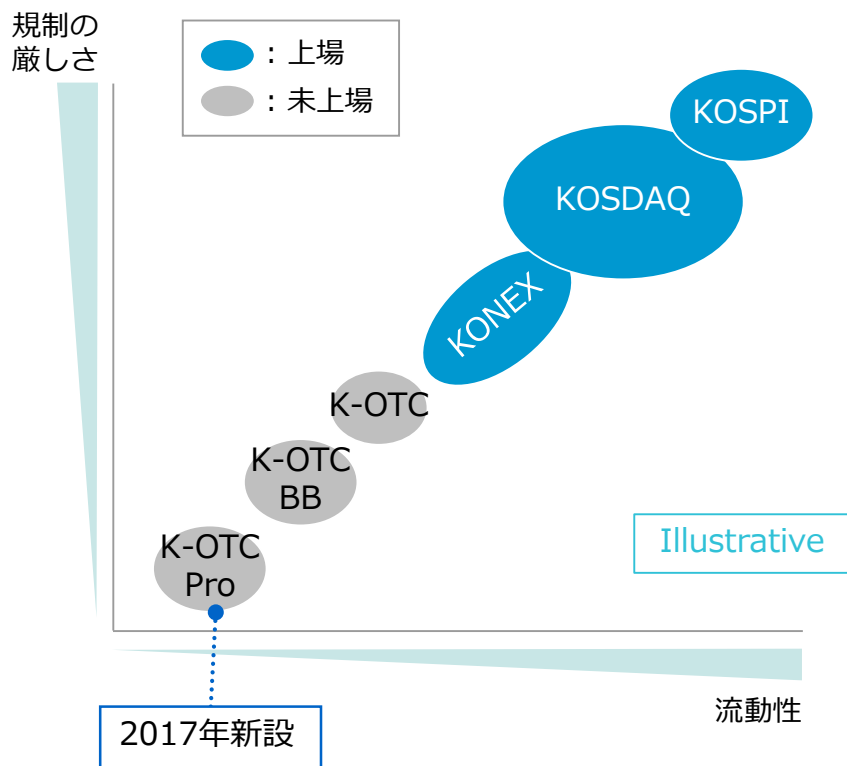 規制の
厳しさ
：上場
：未上場
KOSPI
KOSDAQ
KONEX
K-OTC
K-OTC
BB
K-OTC
Pro
Illustrative
流動性
2017年新設